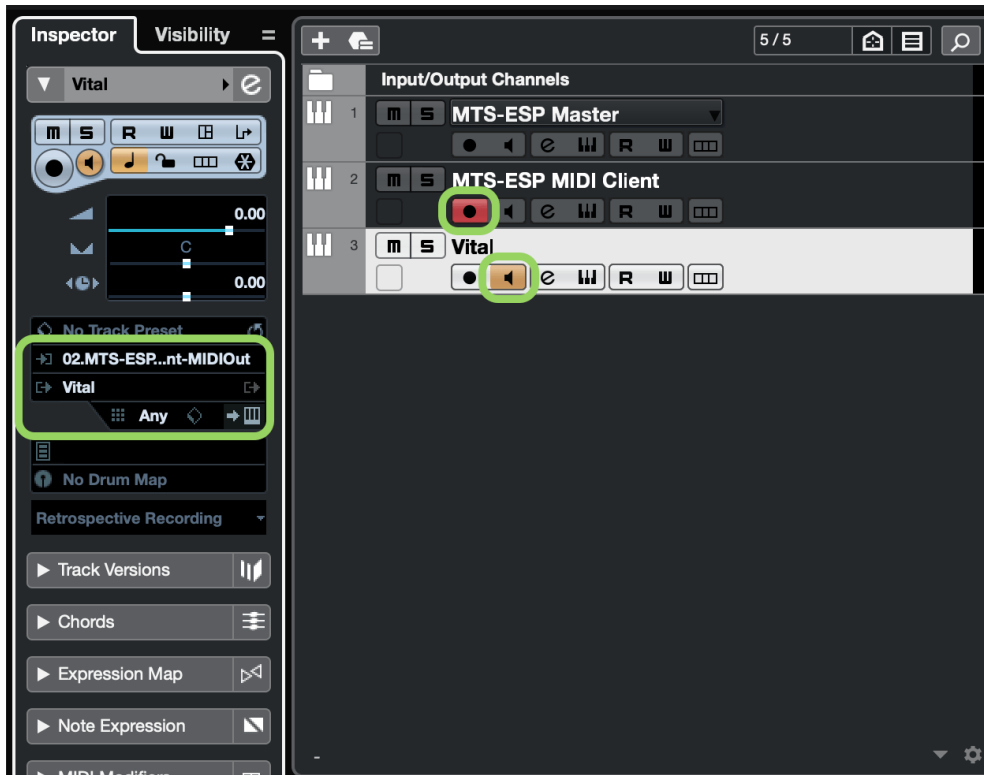 Inspector
Visibility
Vital
e
m S R W
0.00
C
0.00
No Track Preset
02.MTS-ESP...nt-MIDIOut
Vital
Any
No Drum Map
Retrospective Recording
Track Versions
Chords
Expression Map
Note Expression
5 / 5
Input/Output Channels
1 m S MTS-ESP Master
e R W
2 m S MTS-ESP MIDI Client
e R W
3 m S Vital
e R W
-